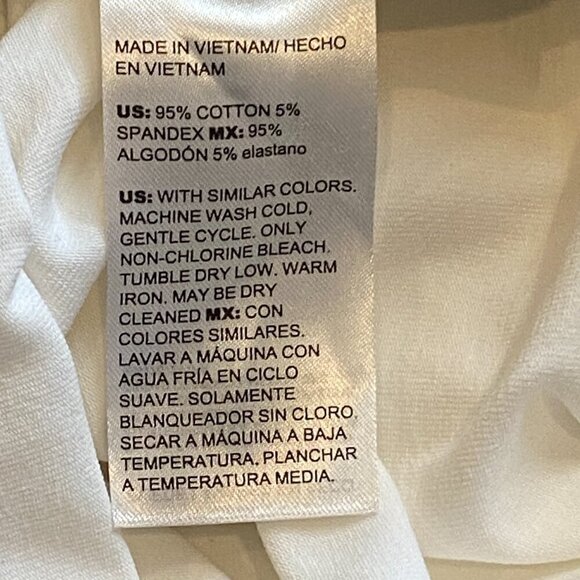 MADE IN VIETNAM/ HECHO
EN VIETNAM
US: 95% COTTON 5%
SPANDEX MX: 95%
ALGODÓN 5% elastano
US: WITH SIMILAR COLORS.
MACHINE WASH COLD,
GENTLE CYCLE. ONLY
NON-CHLORINE BLEACH.
TUMBLE DRY LOW. WARM
IRON. MAY BE DRY
CLEANED MX: CON
COLORES SIMILARES.
LAVAR A MÁQUINA CON
AGUA FRÍA EN CICLO
SUAVE. SOLAMENTE
BLANQUEADOR SIN CLORO.
SECAR A MÁQUINA A BAJA
TEMPERATURA. PLANCHAR
A TEMPERATURA MEDIA.